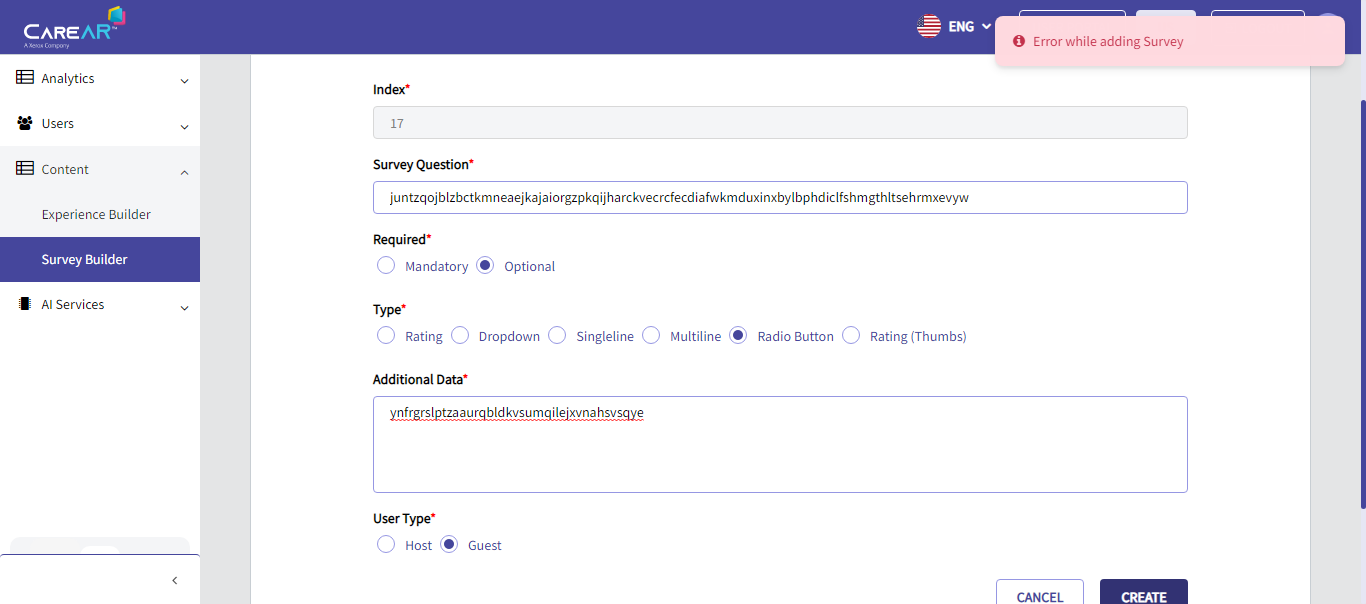 CAREAR™
A Xerox Company
ENG
Error while adding Survey
Analytics
Users
Content
Experience Builder
Survey Builder
AI Services
Index*
17
Survey Question*
juntzqojblzbctkmneaejkajaiorgzpkqijharckvecrcfecdiafwkmduxinxbylbphdiclfshmgthltsehrmxevyw
Required*
Mandatory Optional
Type*
Rating Dropdown Singleline Multiline Radio Button Rating (Thumbs)
Additional Data*
ynfrgrslptzaaurqbldkvsumqilejxvnahsvsqye
User Type*
Host Guest
CANCEL CREATE